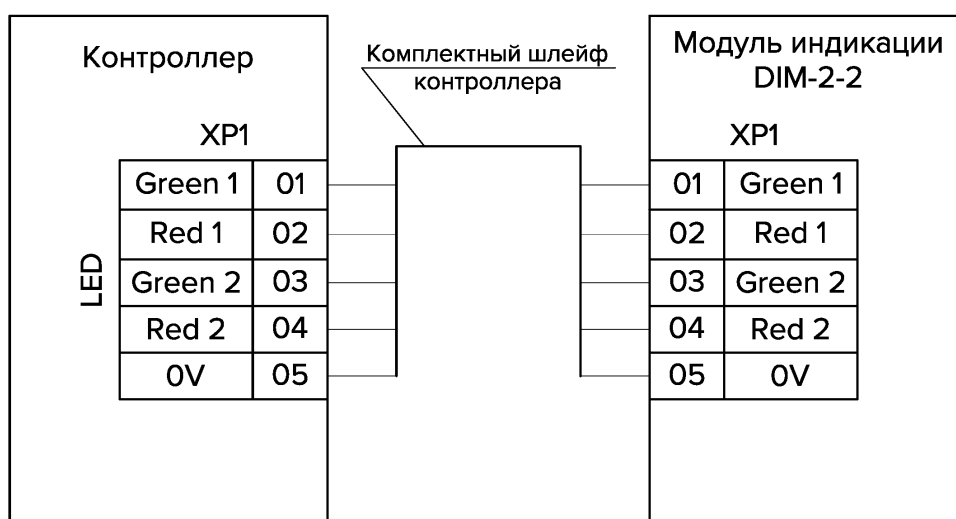 Контроллер
Комплектный шлейф
контроллера
Модуль индикации
DIM-2-2
XP1
XP1
LED
Green 1 01
01 Green 1
Red 1 02
02 Red 1
Green 2 03
03 Green 2
Red 2 04
04 Red 2
0V 05
05 0V